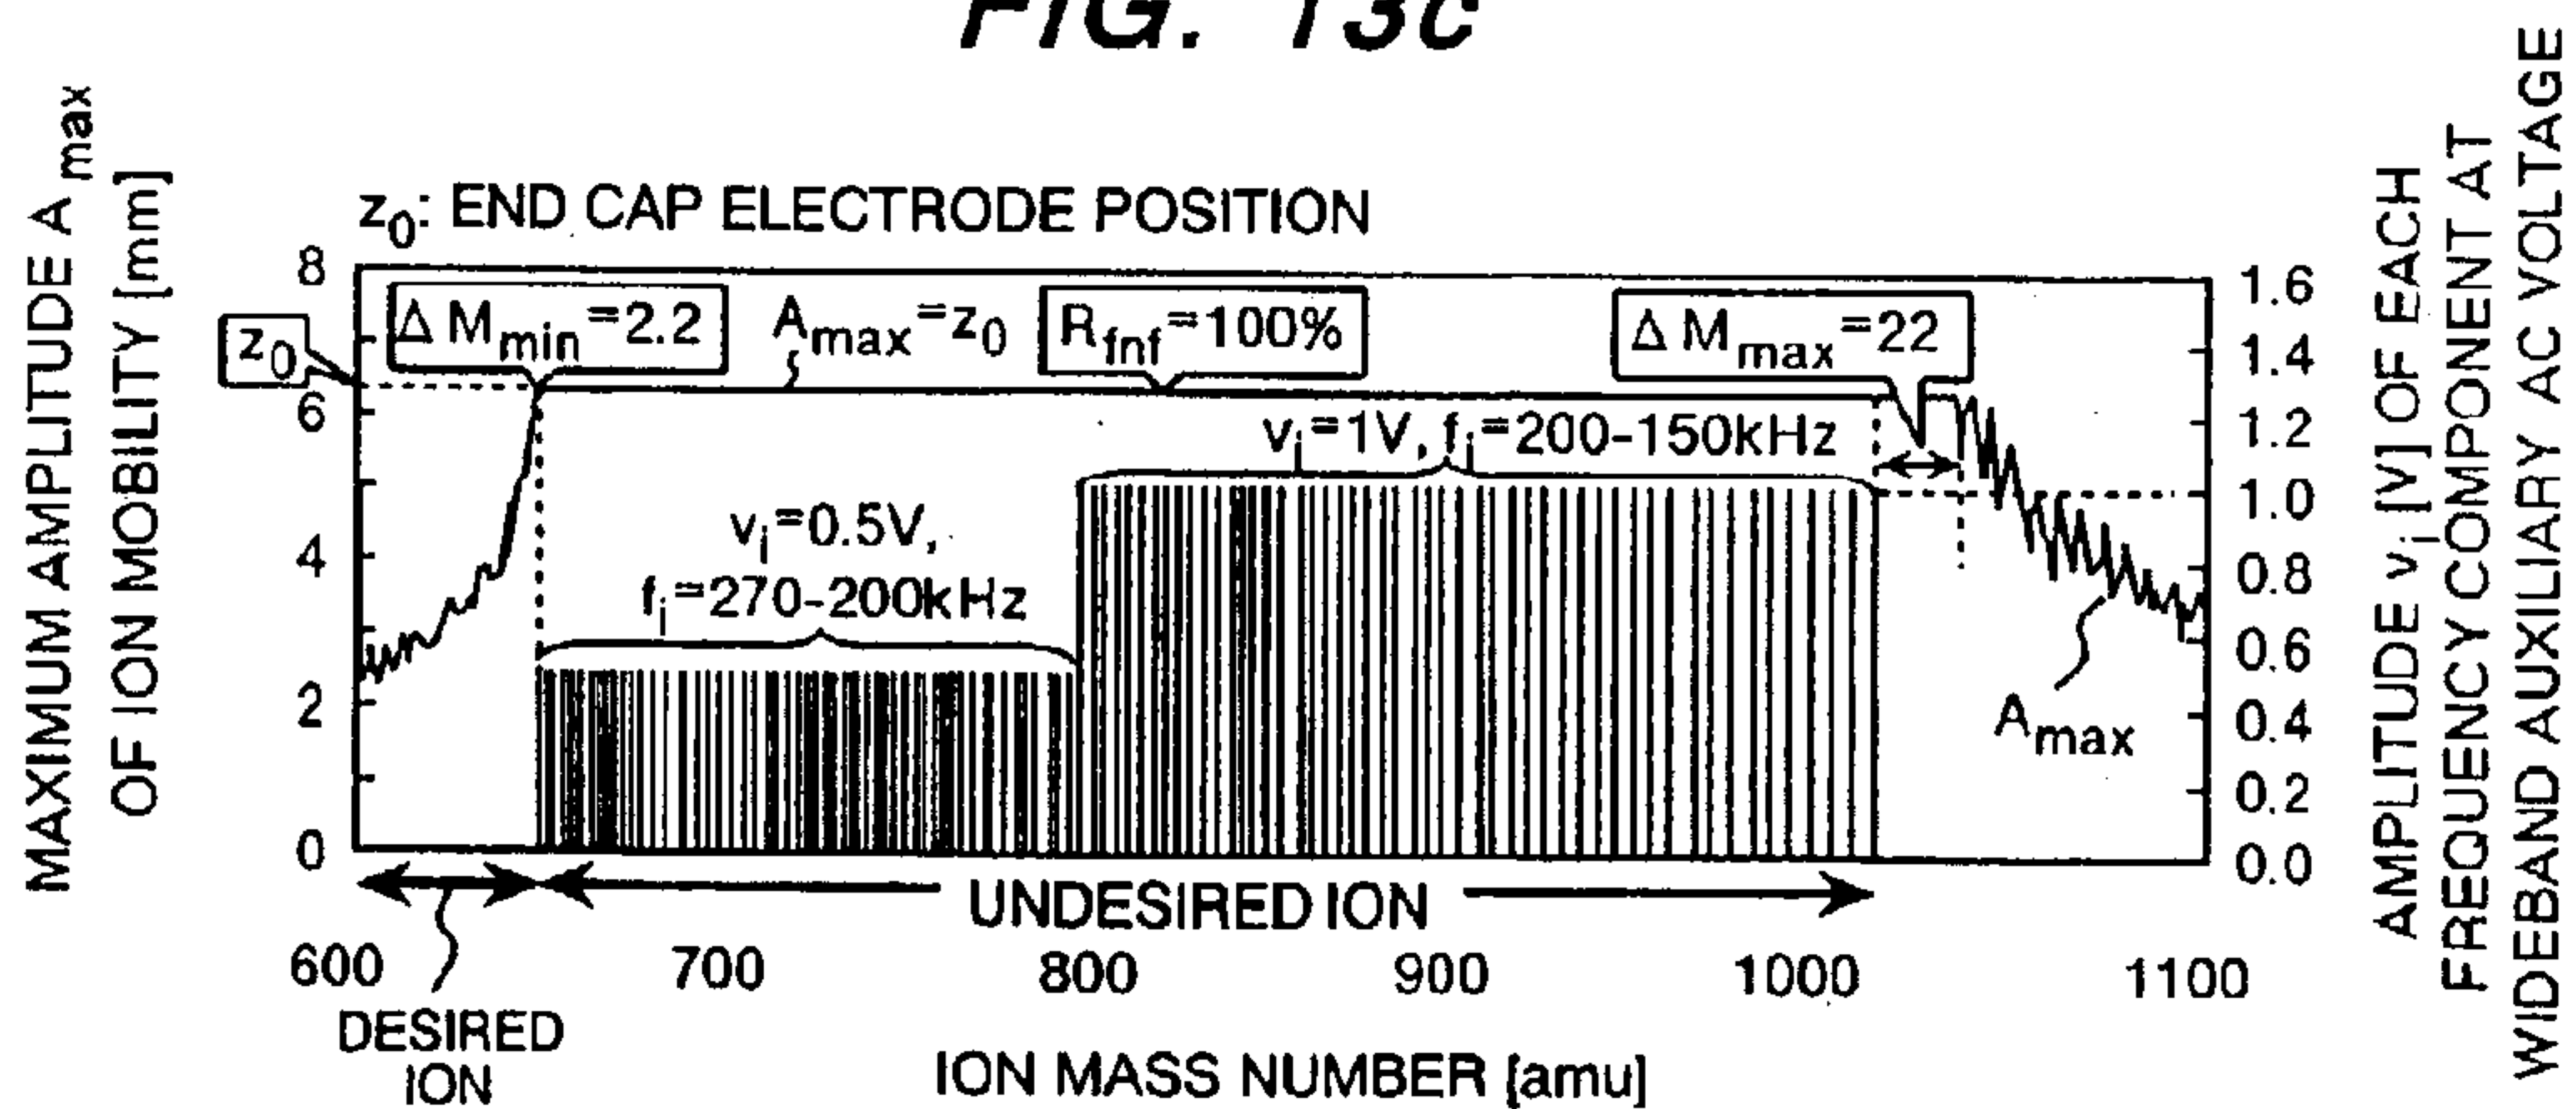 FIG. 13c
MAXIMUM AMPLITUDE Amax
OF ION MOBILITY [mm]
z0: END CAP ELECTRODE POSITION
8
6
4
2
0
z0
Δ Mmin=2.2
Amax=z0
Rfnf=100%
Δ Mmax=22
vi=1V, fi=200-150kHz
vi=0.5V,
fi=270-200kHz
Amax
1.6
1.4
1.2
1.0
0.8
0.6
0.4
0.2
0.0
AMPLITUDE vi [V] OF EACH
FREQUENCY COMPONENT AT
WIDEBAND AUXILIARY AC VOLTAGE
UNDESIRED ION
600 700 800 900 1000 1100
DESIRED
ION
ION MASS NUMBER [amu]